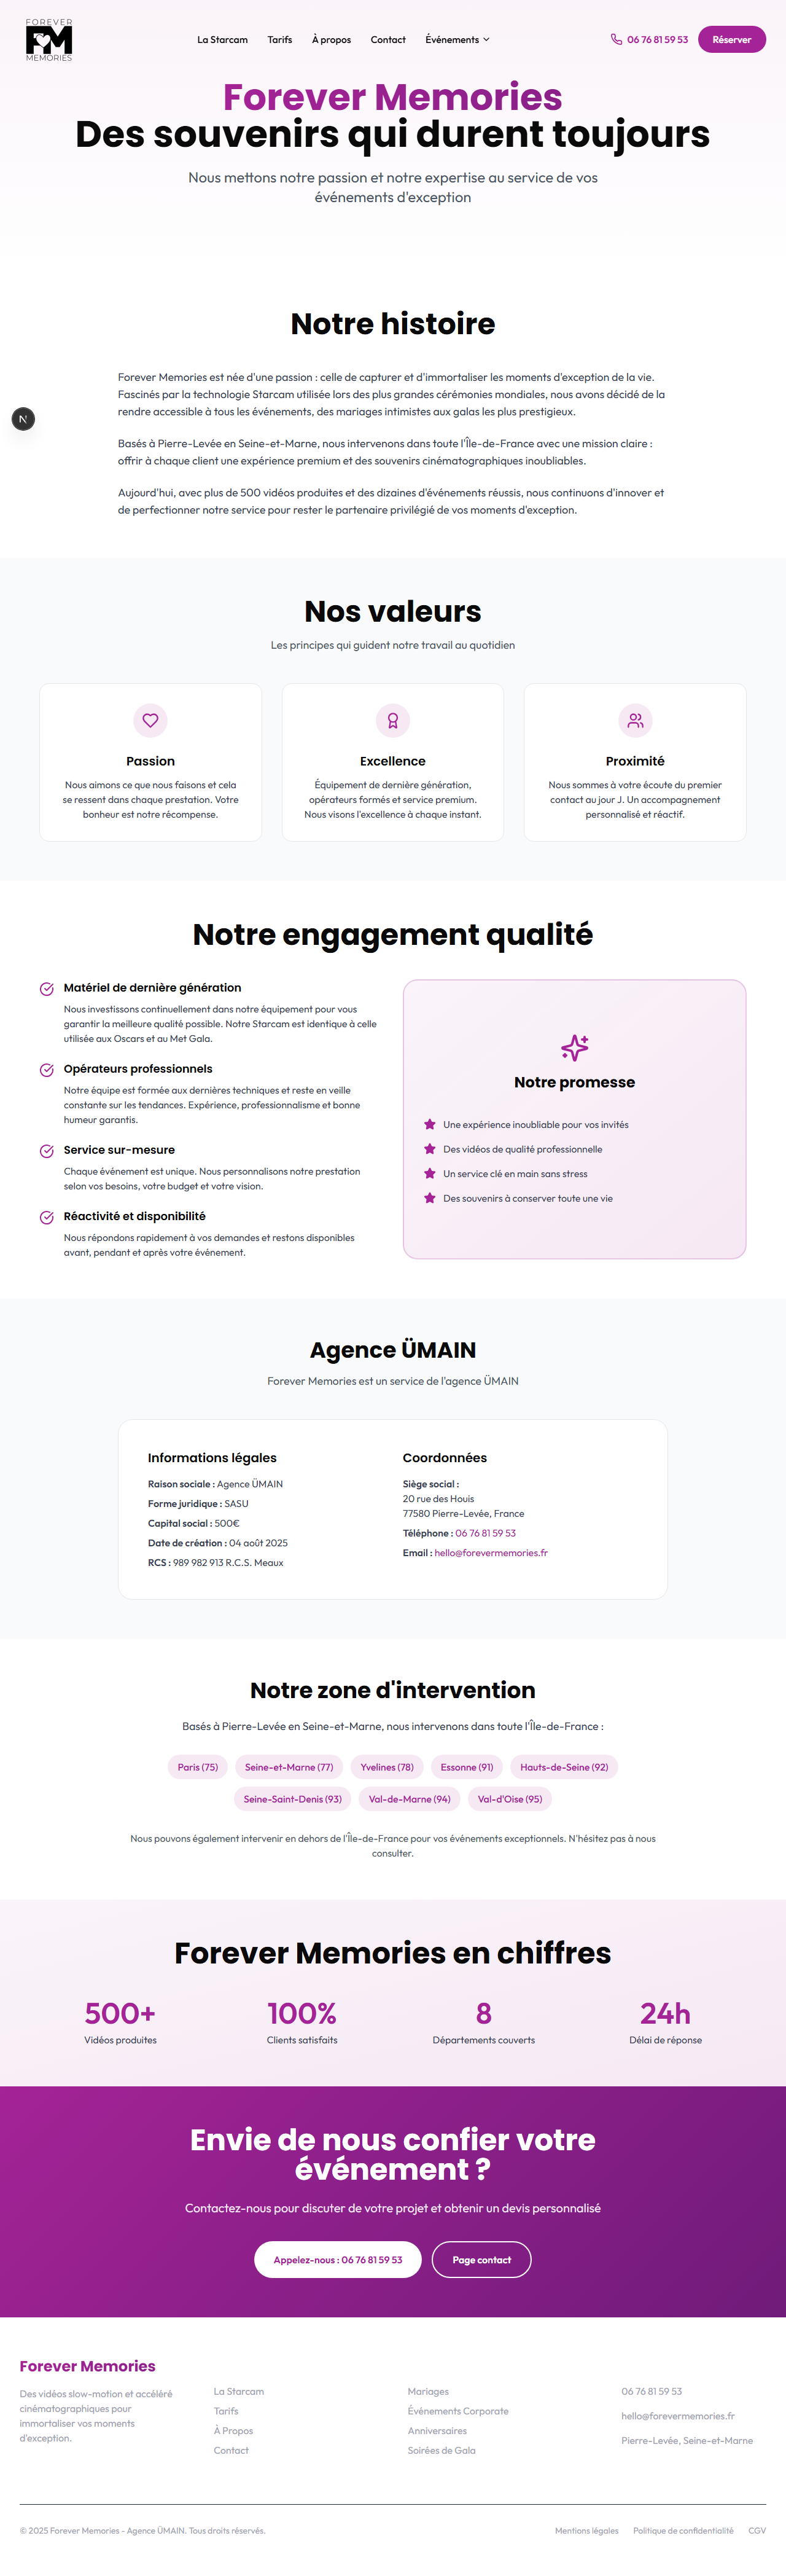 FOREVER
FM
MEMORIES
La Starcam
Tarifs
À propos
Contact
Événements
06 76 81 59 53
Réserver
Forever Memories
Des souvenirs qui durent toujours
Nous mettons notre passion et notre expertise au service de vos
événements d'exception
Notre histoire
Forever Memories est née d'une passion : celle de capturer et d'immortaliser les moments d'exception de la vie.
Fascinés par la technologie Starcam utilisée lors des plus grandes cérémonies mondiales, nous avons décidé de la
rendre accessible à tous les événements, des mariages intimistes aux galas les plus prestigieux.
N
Basés à Pierre-Levée en Seine-et-Marne, nous intervenons dans toute l'Île-de-France avec une mission claire :
offrir à chaque client une expérience premium et des souvenirs cinématographiques inoubliables.
Aujourd'hui, avec plus de 500 vidéos produites et des dizaines d'événements réussis, nous continuons d'innover et
de perfectionner notre service pour rester le partenaire privilégié de vos moments d'exception.
Nos valeurs
Les principes qui guident notre travail au quotidien
Passion
Nous aimons ce que nous faisons et cela
se ressent dans chaque prestation. Votre
bonheur est notre récompense.
Excellence
Équipement de dernière génération,
opérateurs formés et service premium.
Nous visons l'excellence à chaque instant.
Proximité
Nous sommes à votre écoute du premier
contact au jour J. Un accompagnement
personnalisé et réactif.
Notre engagement qualité
Matériel de dernière génération
Nous investissons continuellement dans notre équipement pour vous
garantir la meilleure qualité possible. Notre Starcam est identique à celle
utilisée aux Oscars et au Met Gala.
Opérateurs professionnels
Notre équipe est formée aux dernières techniques et reste en veille
constante sur les tendances. Expérience, professionnalisme et bonne
humeur garantis.
Service sur-mesure
Chaque événement est unique. Nous personnalisons notre prestation
selon vos besoins, votre budget et votre vision.
Réactivité et disponibilité
Nous répondons rapidement à vos demandes et restons disponibles
avant, pendant et après votre événement.
Notre promesse
Une expérience inoubliable pour vos invités
Des vidéos de qualité professionnelle
Un service clé en main sans stress
Des souvenirs à conserver toute une vie
Agence ÜMAIN
Forever Memories est un service de l'agence ÜMAIN
Informations légales
Raison sociale : Agence ÜMAIN
Forme juridique : SASU
Capital social : 500€
Date de création : 04 août 2025
RCS : 989 982 913 R.C.S. Meaux
Coordonnées
Siège social :
20 rue des Houis
77580 Pierre-Levée, France
Téléphone : 06 76 81 59 53
Email : hello@forevermemories.fr
Notre zone d'intervention
Basés à Pierre-Levée en Seine-et-Marne, nous intervenons dans toute l'Île-de-France :
Paris (75)
Seine-et-Marne (77)
Yvelines (78)
Essonne (91)
Hauts-de-Seine (92)
Seine-Saint-Denis (93)
Val-de-Marne (94)
Val-d'Oise (95)
Nous pouvons également intervenir en dehors de l'Île-de-France pour vos événements exceptionnels. N'hésitez pas à nous
consulter.
Forever Memories en chiffres
500+
Vidéos produites
100%
Clients satisfaits
8
Départements couverts
24h
Délai de réponse
Envie de nous confier votre
événement ?
Contactez-nous pour discuter de votre projet et obtenir un devis personnalisé
Appelez-nous : 06 76 81 59 53
Page contact
Forever Memories
Des vidéos slow-motion et accéléré
cinématographiques pour
immortaliser vos moments
d'exception.
La Starcam
Tarifs
À Propos
Contact
Mariages
Événements Corporate
Anniversaires
Soirées de Gala
06 76 81 59 53
hello@forevermemories.fr
Pierre-Levée, Seine-et-Marne
© 2025 Forever Memories - Agence ÜMAIN. Tous droits réservés.
Mentions légales
Politique de confidentialité
CGV